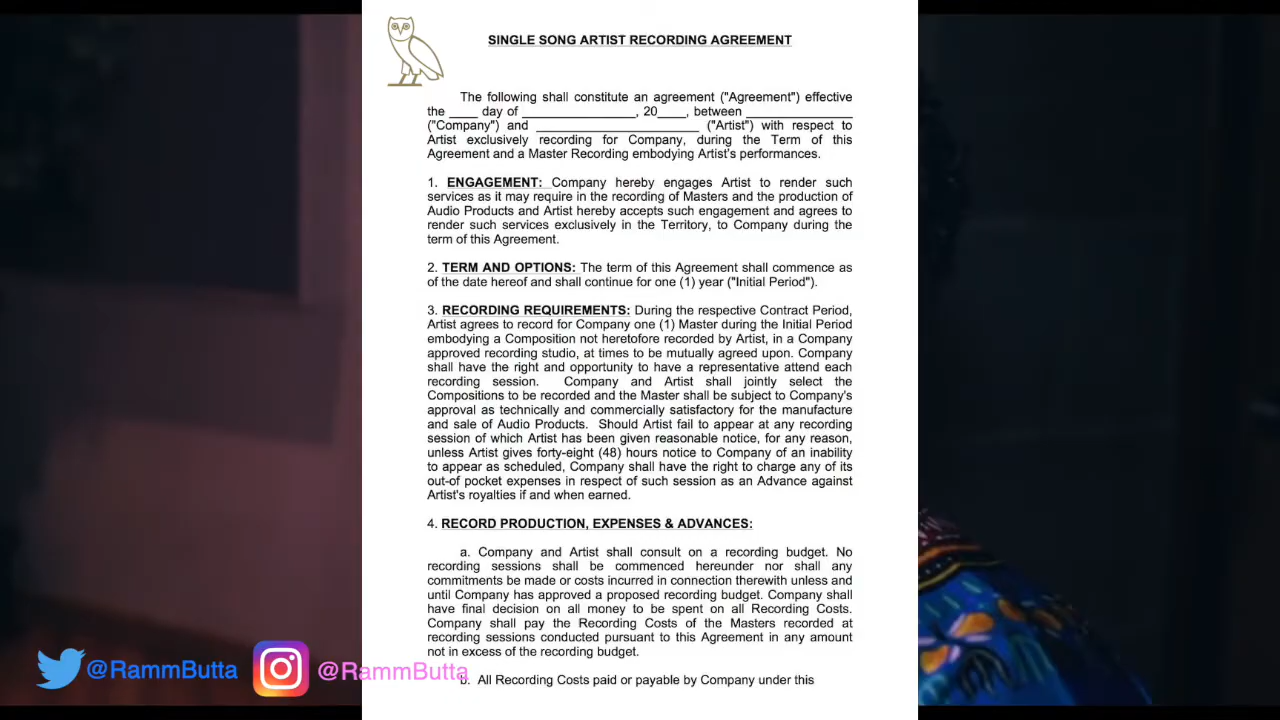 SINGLE SONG ARTIST RECORDING AGREEMENT
The following shall constitute an agreement ("Agreement") effective
the ____ day of ________________, 20____, between _______________
("Company") and _______________________ ("Artist") with respect to
Artist exclusively recording for Company, during the Term of this
Agreement and a Master Recording embodying Artist's performances.
1. ENGAGEMENT: Company hereby engages Artist to render such
services as it may require in the recording of Masters and the production of
Audio Products and Artist hereby accepts such engagement and agrees to
render such services exclusively in the Territory, to Company during the
term of this Agreement.
2. TERM AND OPTIONS: The term of this Agreement shall commence as
of the date hereof and shall continue for one (1) year ("Initial Period").
3. RECORDING REQUIREMENTS: During the respective Contract Period,
Artist agrees to record for Company one (1) Master during the Initial Period
embodying a Composition not heretofore recorded by Artist, in a Company
approved recording studio, at times to be mutually agreed upon. Company
shall have the right and opportunity to have a representative attend each
recording session. Company and Artist shall jointly select the
Compositions to be recorded and the Master shall be subject to Company's
approval as technically and commercially satisfactory for the manufacture
and sale of Audio Products. Should Artist fail to appear at any recording
session of which Artist has been given reasonable notice, for any reason,
unless Artist gives forty-eight (48) hours notice to Company of an inability
to appear as scheduled, Company shall have the right to charge any of its
out-of pocket expenses in respect of such session as an Advance against
Artist's royalties if and when earned.
4. RECORD PRODUCTION, EXPENSES & ADVANCES:
a. Company and Artist shall consult on a recording budget. No
recording sessions shall be commenced hereunder nor shall any
commitments be made or costs incurred in connection therewith unless and
until Company has approved a proposed recording budget. Company shall
have final decision on all money to be spent on all Recording Costs.
Company shall pay the Recording Costs of the Masters recorded at
recording sessions conducted pursuant to this Agreement in any amount
not in excess of the recording budget.
b. All Recording Costs paid or payable by Company under this
@RammButta @RammButta